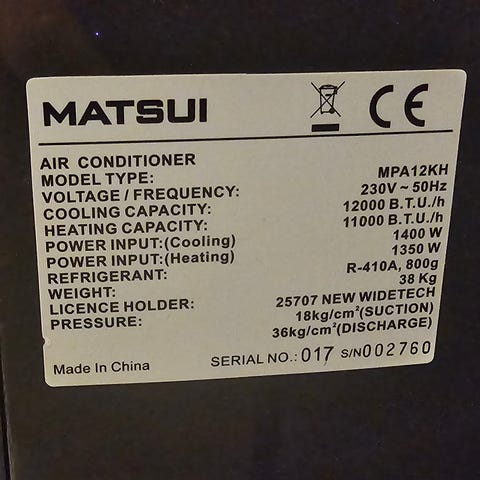 MATSUI
CE
AIR CONDITIONER
MODEL TYPE: MPA12KH
VOLTAGE / FREQUENCY: 230V ~ 50Hz
COOLING CAPACITY: 12000 B.T.U./h
HEATING CAPACITY: 11000 B.T.U./h
POWER INPUT:(Cooling) 1400 W
POWER INPUT:(Heating) 1350 W
REFRIGERANT: R-410A, 800g
WEIGHT: 38 Kg
LICENCE HOLDER: 25707 NEW WIDETECH
PRESSURE: 18kg/cm²(SUCTION)
36kg/cm²(DISCHARGE)
Made In China SERIAL NO.: 017 S/N002760